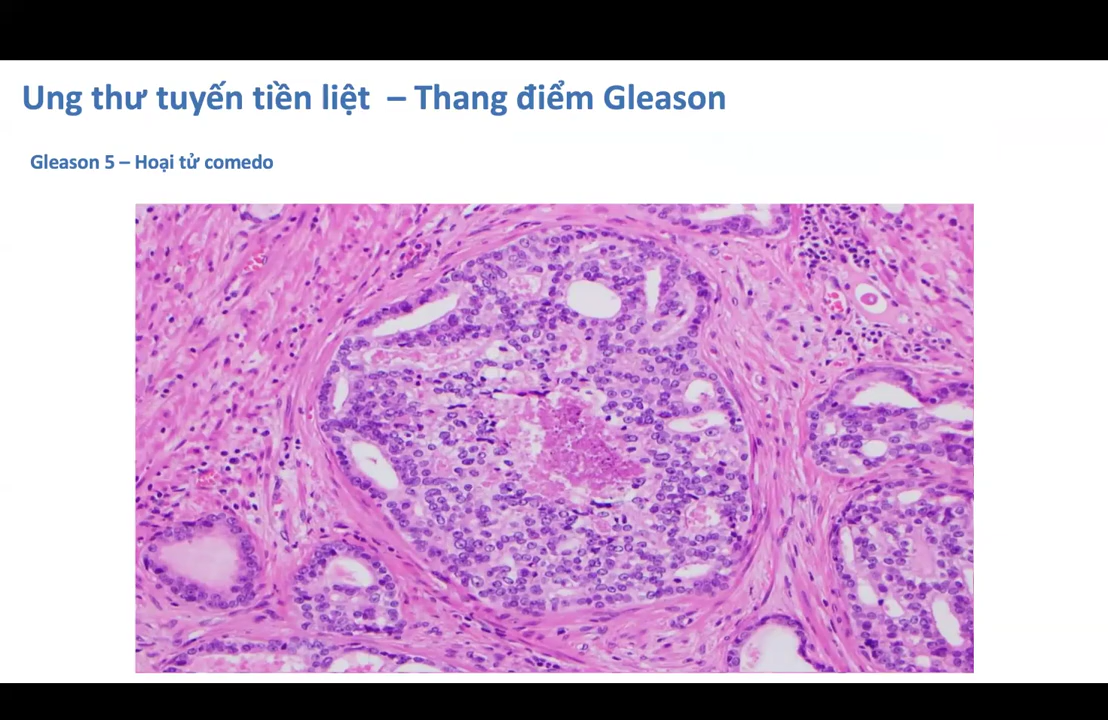 Ung thư tuyến tiền liệt – Thang điểm Gleason
Gleason 5 – Hoại tử comedo